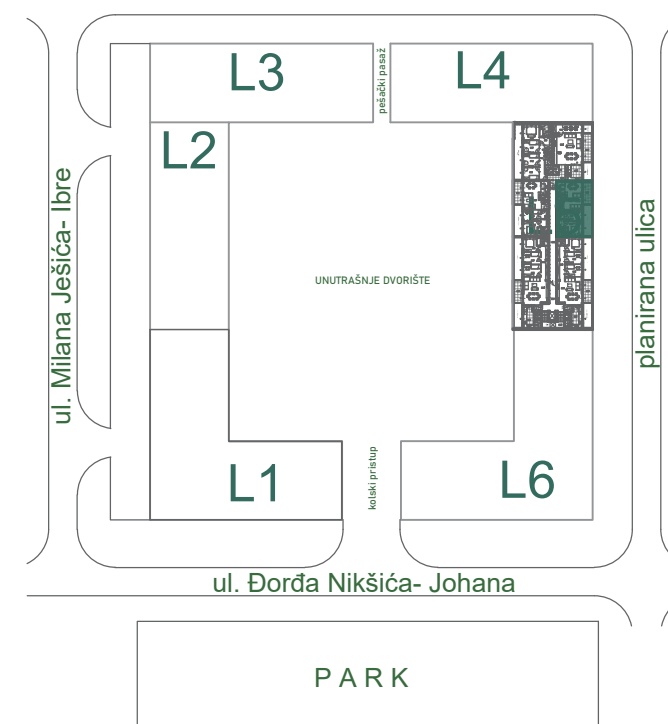 L3
pešački pasaž
L4
L2
ul. Milana Ješića- Ibre
UNUTRAŠNJE DVORIŠTE
planirana ulica
L1
kolski pristup
L6
ul. Đorđa Nikšića- Johana
PARK